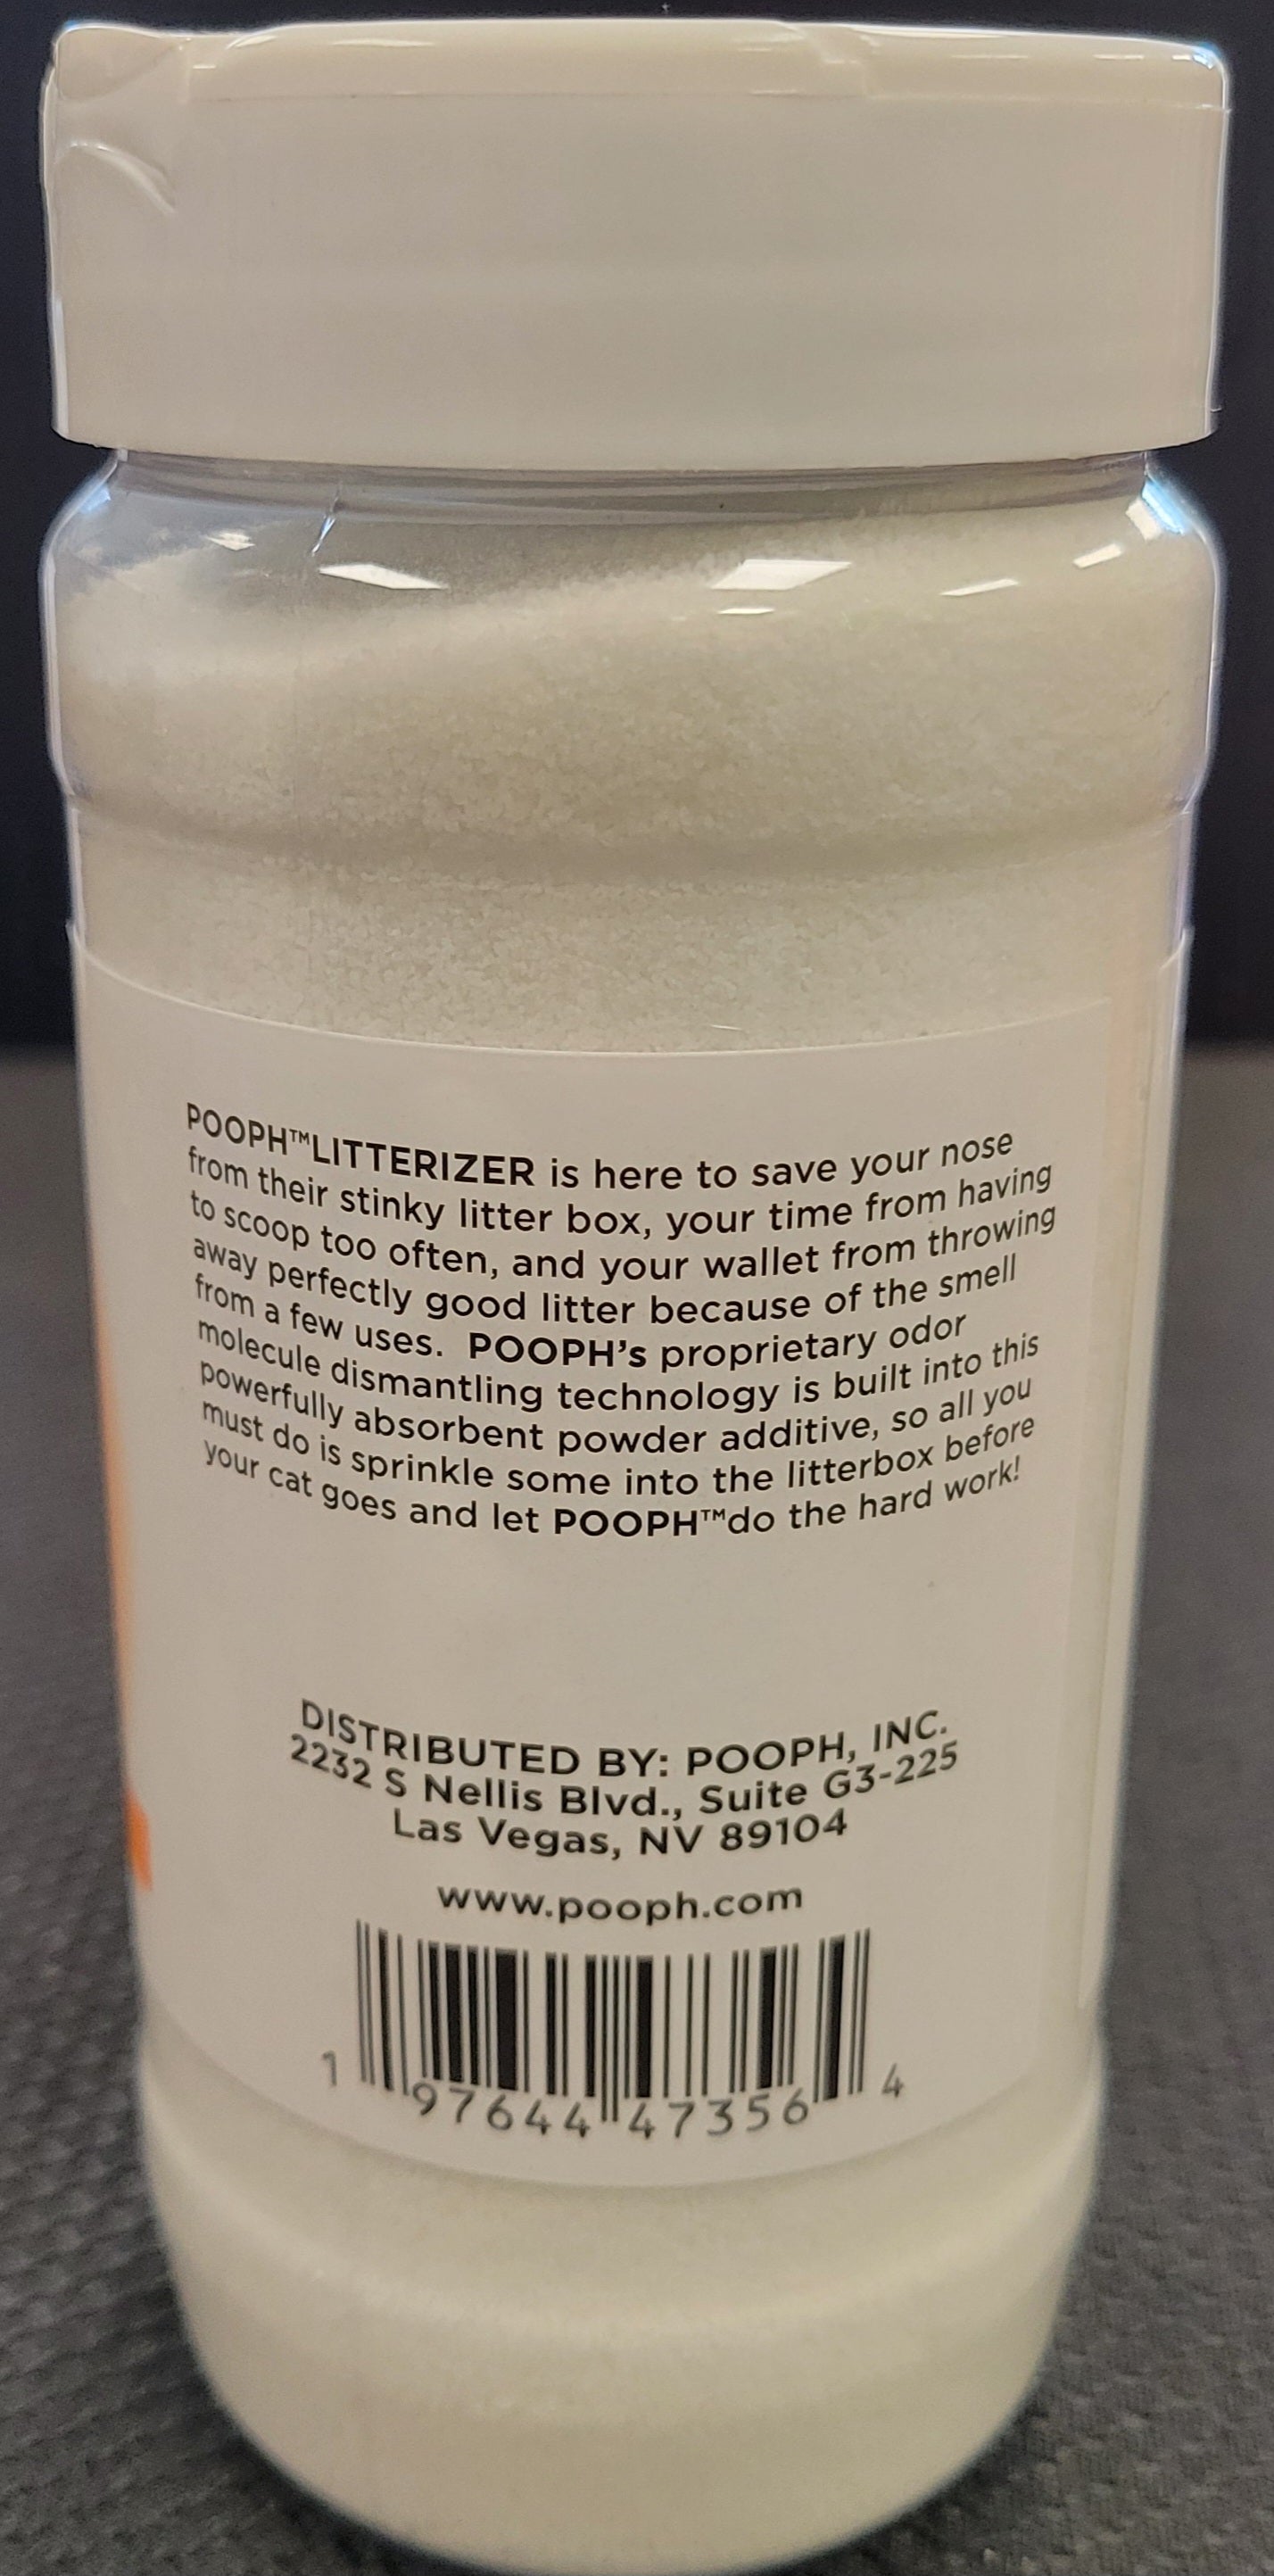 POOPH™LITTERIZER is here to save your nose
from their stinky litter box, your time from having
to scoop too often, and your wallet from throwing
away perfectly good litter because of the smell
from a few uses. POOPH's proprietary odor
molecule dismantling technology is built into this
powerfully absorbent powder additive, so all you
must do is sprinkle some into the litterbox before
your cat goes and let POOPH™do the hard work!
DISTRIBUTED BY: POOPH, INC.
2232 S Nellis Blvd., Suite G3-225
Las Vegas, NV 89104
www.pooph.com
1 97644 47356 4